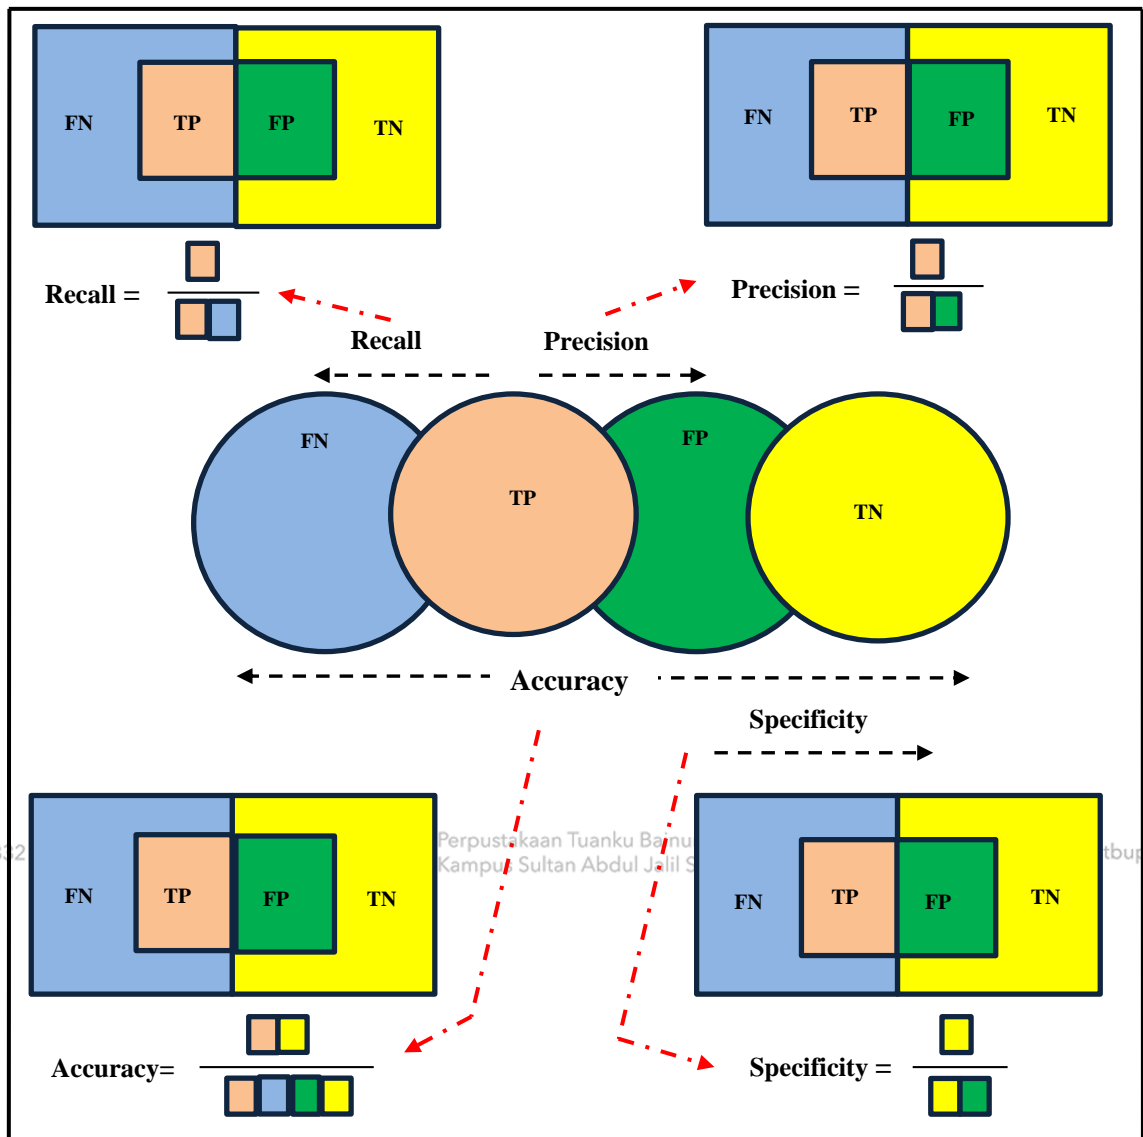 FN TP FP TN
FN TP FP TN
Recall =
Precision =
Recall Precision
FN TP FP TN
Accuracy
Specificity
Perpustakaan Tuanku
Kampus Sultan Abdul Jalil
FN TP FP TN
FN TP FP TN
Accuracy=
Specificity =